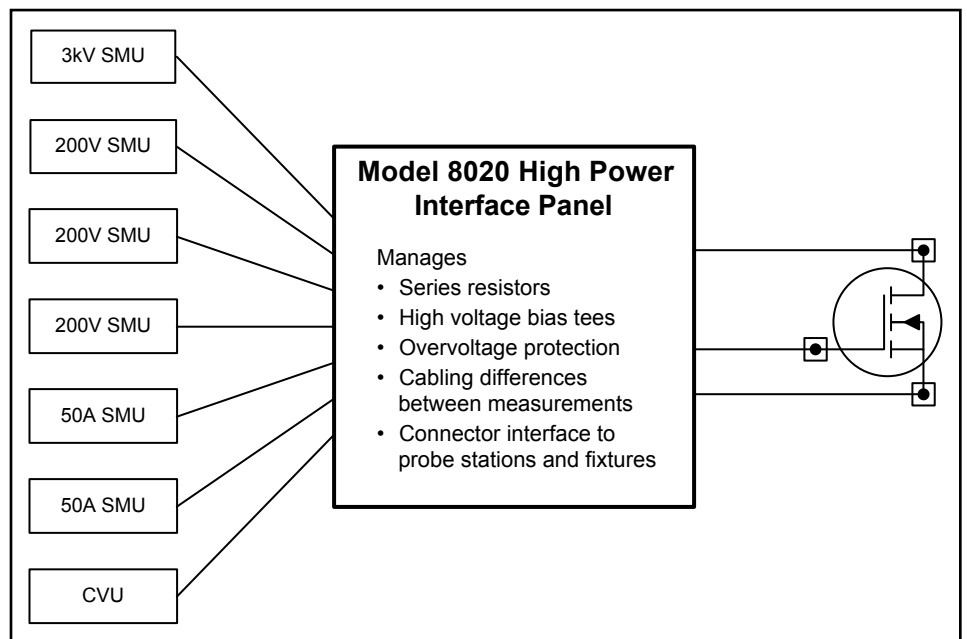 3kV SMU
200V SMU
200V SMU
200V SMU
50A SMU
50A SMU
CVU
Model 8020 High Power
Interface Panel
Manages
• Series resistors
• High voltage bias tees
• Overvoltage protection
• Cabling differences
between measurements
• Connector interface to
probe stations and fixtures